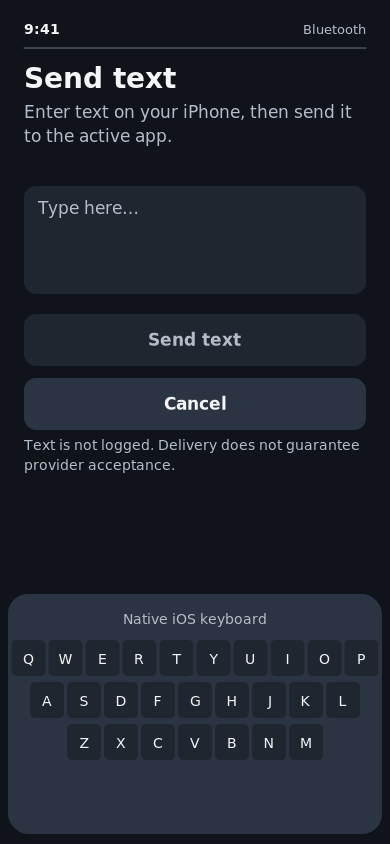 9:41 Bluetooth
Send text
Enter text on your iPhone, then send it
to the active app.
Type here...
Send text
Cancel
Text is not logged. Delivery does not guarantee
provider acceptance.
Native iOS keyboard
Q W E R T Y U I O P
A S D F G H J K L
Z X C V B N M